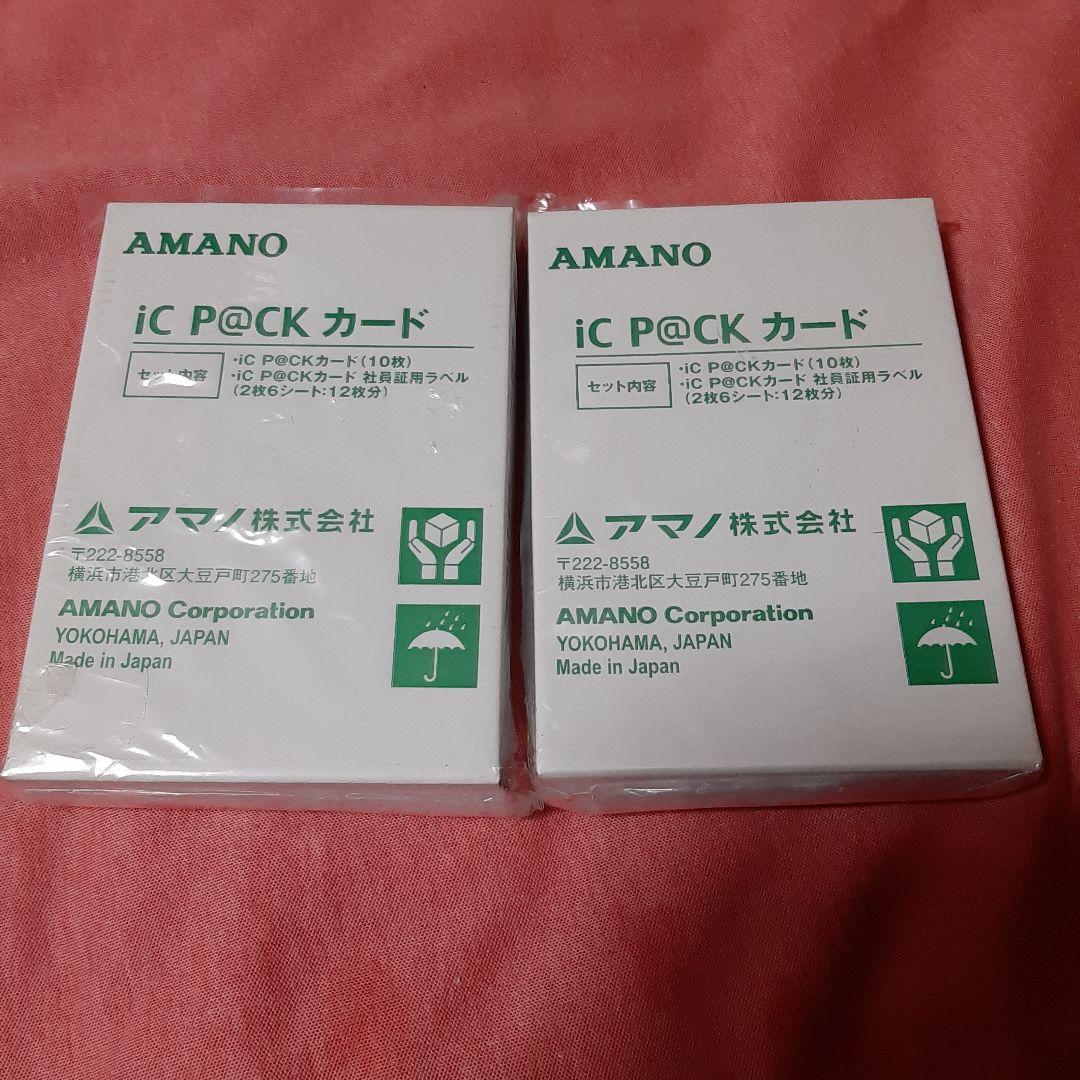 AMANO
iC P@CK カード
セット内容
・iC P@CKカード(10枚)
・iC P@CKカード 社員証用ラベル
(2枚6シート:12枚分)
アマノ株式会社
〒222-8558
横浜市港北区大豆戸町275番地
AMANO Corporation
YOKOHAMA, JAPAN
Made in Japan
AMANO
iC P@CK カード
セット内容
・iC P@CKカード(10枚)
・iC P@CKカード 社員証用ラベル
(2枚6シート:12枚分)
アマノ株式会社
〒222-8558
横浜市港北区大豆戸町275番地
AMANO Corporation
YOKOHAMA, JAPAN
Made in Japan